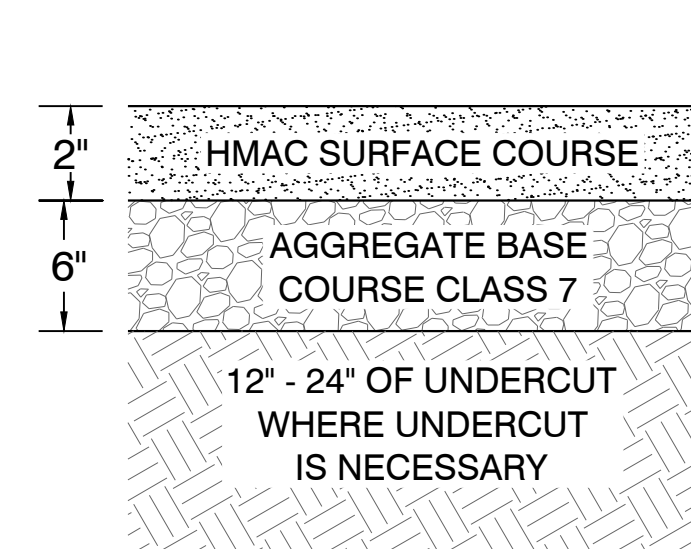 2"
HMAC SURFACE COURSE
6"
AGGREGATE BASE
COURSE CLASS 7
12" - 24" OF UNDERCUT
WHERE UNDERCUT
IS NECESSARY